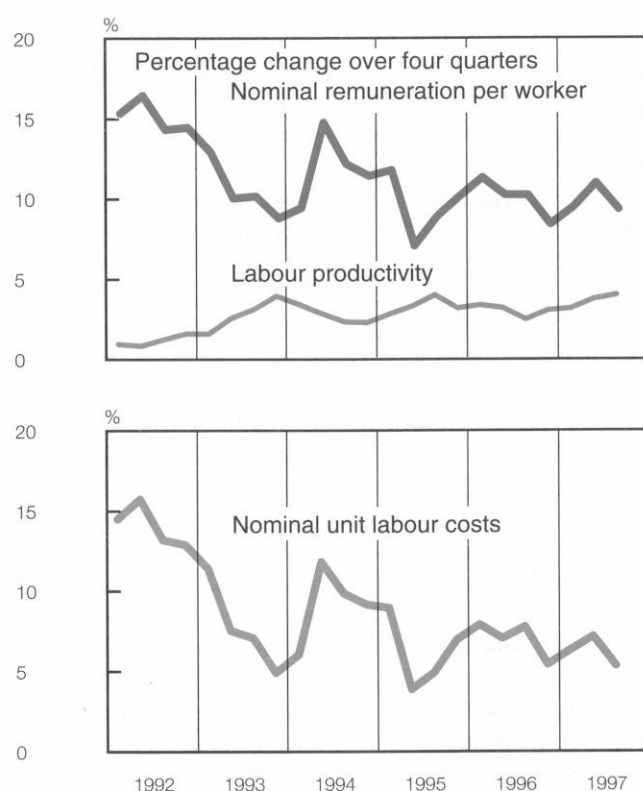 %
20
Percentage change over four quarters
Nominal remuneration per worker
15
10
Labour productivity
5
0
%
20
15
Nominal unit labour costs
10
5
0
1992 1993 1994 1995 1996 1997